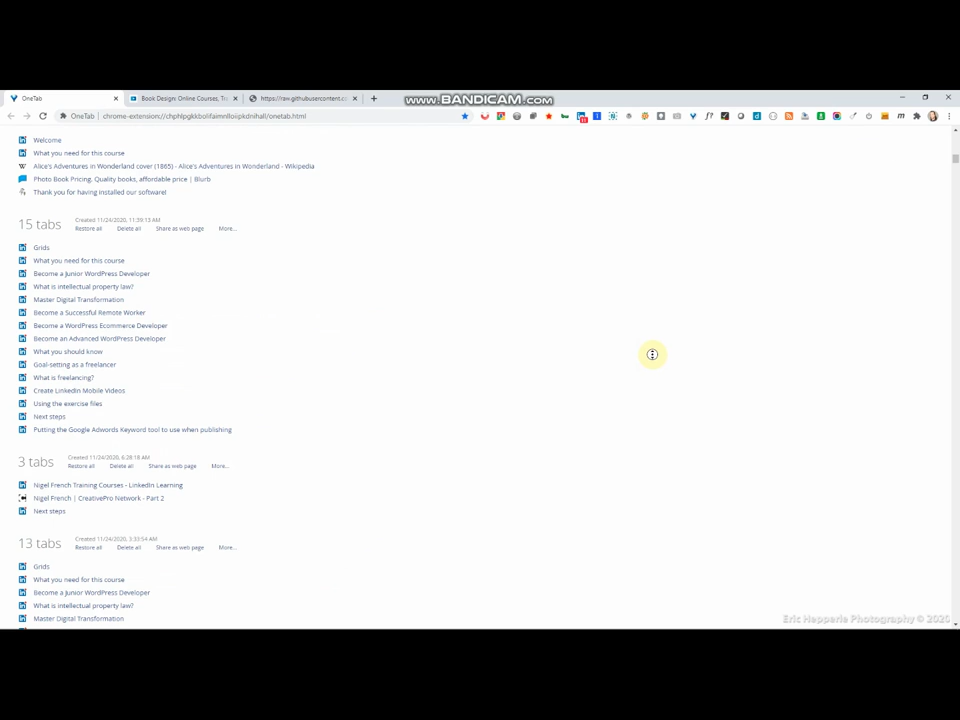 www.BANDICAM.com
OneTab
Book Design: Online Courses, Tr
https://raw.githubusercontent.c
OneTab | chrome-extension://chphlpgkkbolifaimnlloiipkdnihall/onetab.html
Welcome
What you need for this course
Alice's Adventures in Wonderland cover (1865) - Alice's Adventures in Wonderland - Wikipedia
Photo Book Pricing. Quality books, affordable price | Blurb
Thank you for having installed our software!
15 tabs
Created 11/24/2020, 11:39:13 AM
Restore all Delete all Share as web page More...
Grids
What you need for this course
Become a Junior WordPress Developer
What is intellectual property law?
Master Digital Transformation
Become a Successful Remote Worker
Become a WordPress Ecommerce Developer
Become an Advanced WordPress Developer
What you should know
Goal-setting as a freelancer
What is freelancing?
Create LinkedIn Mobile Videos
Using the exercise files
Next steps
Putting the Google Adwords Keyword tool to use when publishing
3 tabs
Created 11/24/2020, 6:28:18 AM
Restore all Delete all Share as web page More...
Nigel French Training Courses - LinkedIn Learning
Nigel French | CreativePro Network - Part 2
Next steps
13 tabs
Created 11/24/2020, 3:33:54 AM
Restore all Delete all Share as web page More...
Grids
What you need for this course
Become a Junior WordPress Developer
What is intellectual property law?
Master Digital Transformation
Eric Hepperle Photography © 2020